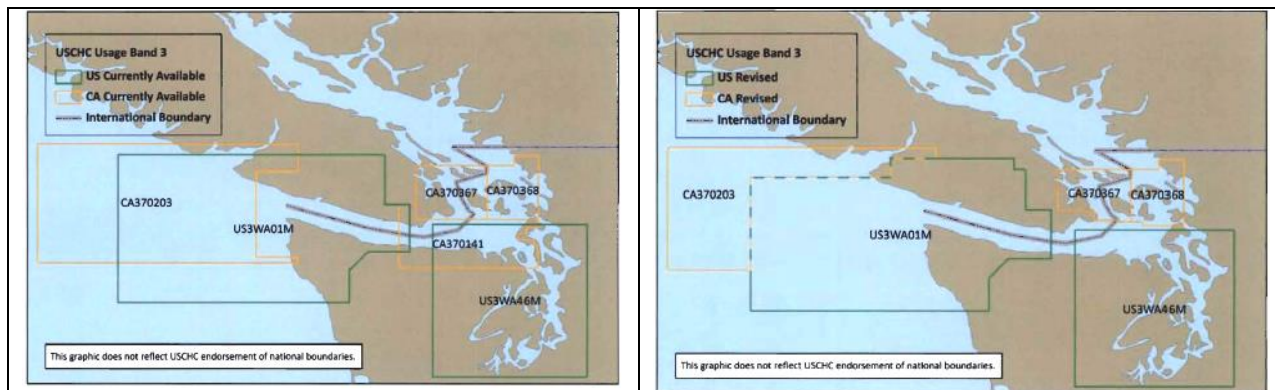 USCHC Usage Band 3
US Currently Available
CA Currently Available
International Boundary
CA370203
CA370367
CA370368
US3WA01M
CA370141
US3WA46M
This graphic does not reflect USCHC endorsement of national boundaries.
USCHC Usage Band 3
US Revised
CA Revised
International Boundary
CA370203
CA370367
CA370368
US3WA01M
US3WA46M
This graphic does not reflect USCHC endorsement of national boundaries.